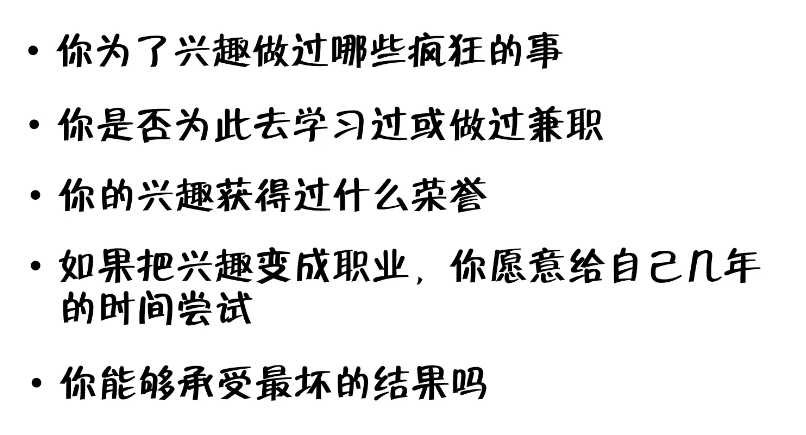 • 你为了兴趣做过哪些疯狂的事
• 你是否为此去学习过或做过兼职
• 你的兴趣获得过什么荣誉
• 如果把兴趣变成职业，你愿意给自己几年
的时间尝试
• 你能够承受最坏的结果吗